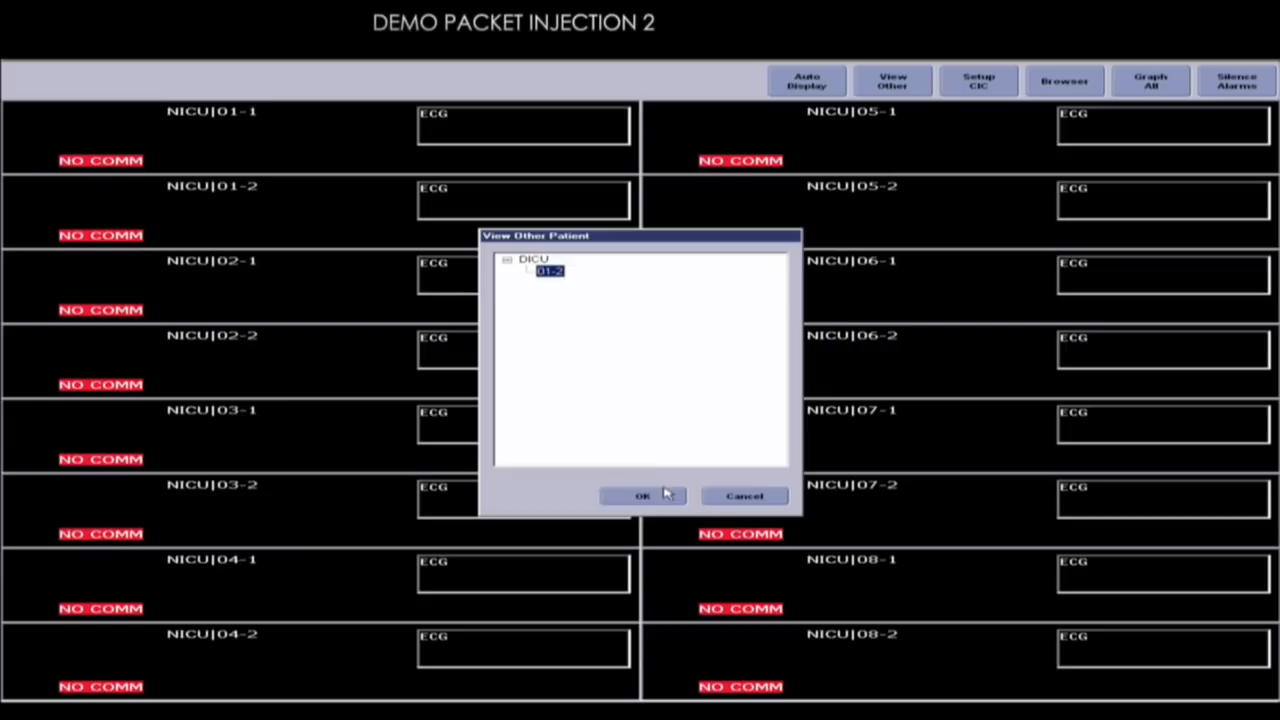 DEMO PACKET INJECTION 2
Auto Display
View Other
Setup CIC
Browser
Graph All
Silence Alarms
NICU|01-1
ECG
NO COMM
NICU|05-1
ECG
NO COMM
NICU|01-2
ECG
NO COMM
NICU|05-2
ECG
View Other Patient
DICU
01-2
OK
Cancel
NICU|02-1
ECG
NO COMM
NICU|06-1
ECG
NICU|02-2
ECG
NO COMM
NICU|06-2
ECG
NICU|03-1
ECG
NO COMM
NICU|07-1
ECG
NICU|03-2
ECG
NO COMM
NICU|07-2
ECG
NO COMM
NICU|04-1
ECG
NO COMM
NICU|08-1
ECG
NO COMM
NICU|04-2
ECG
NO COMM
NICU|08-2
ECG
NO COMM